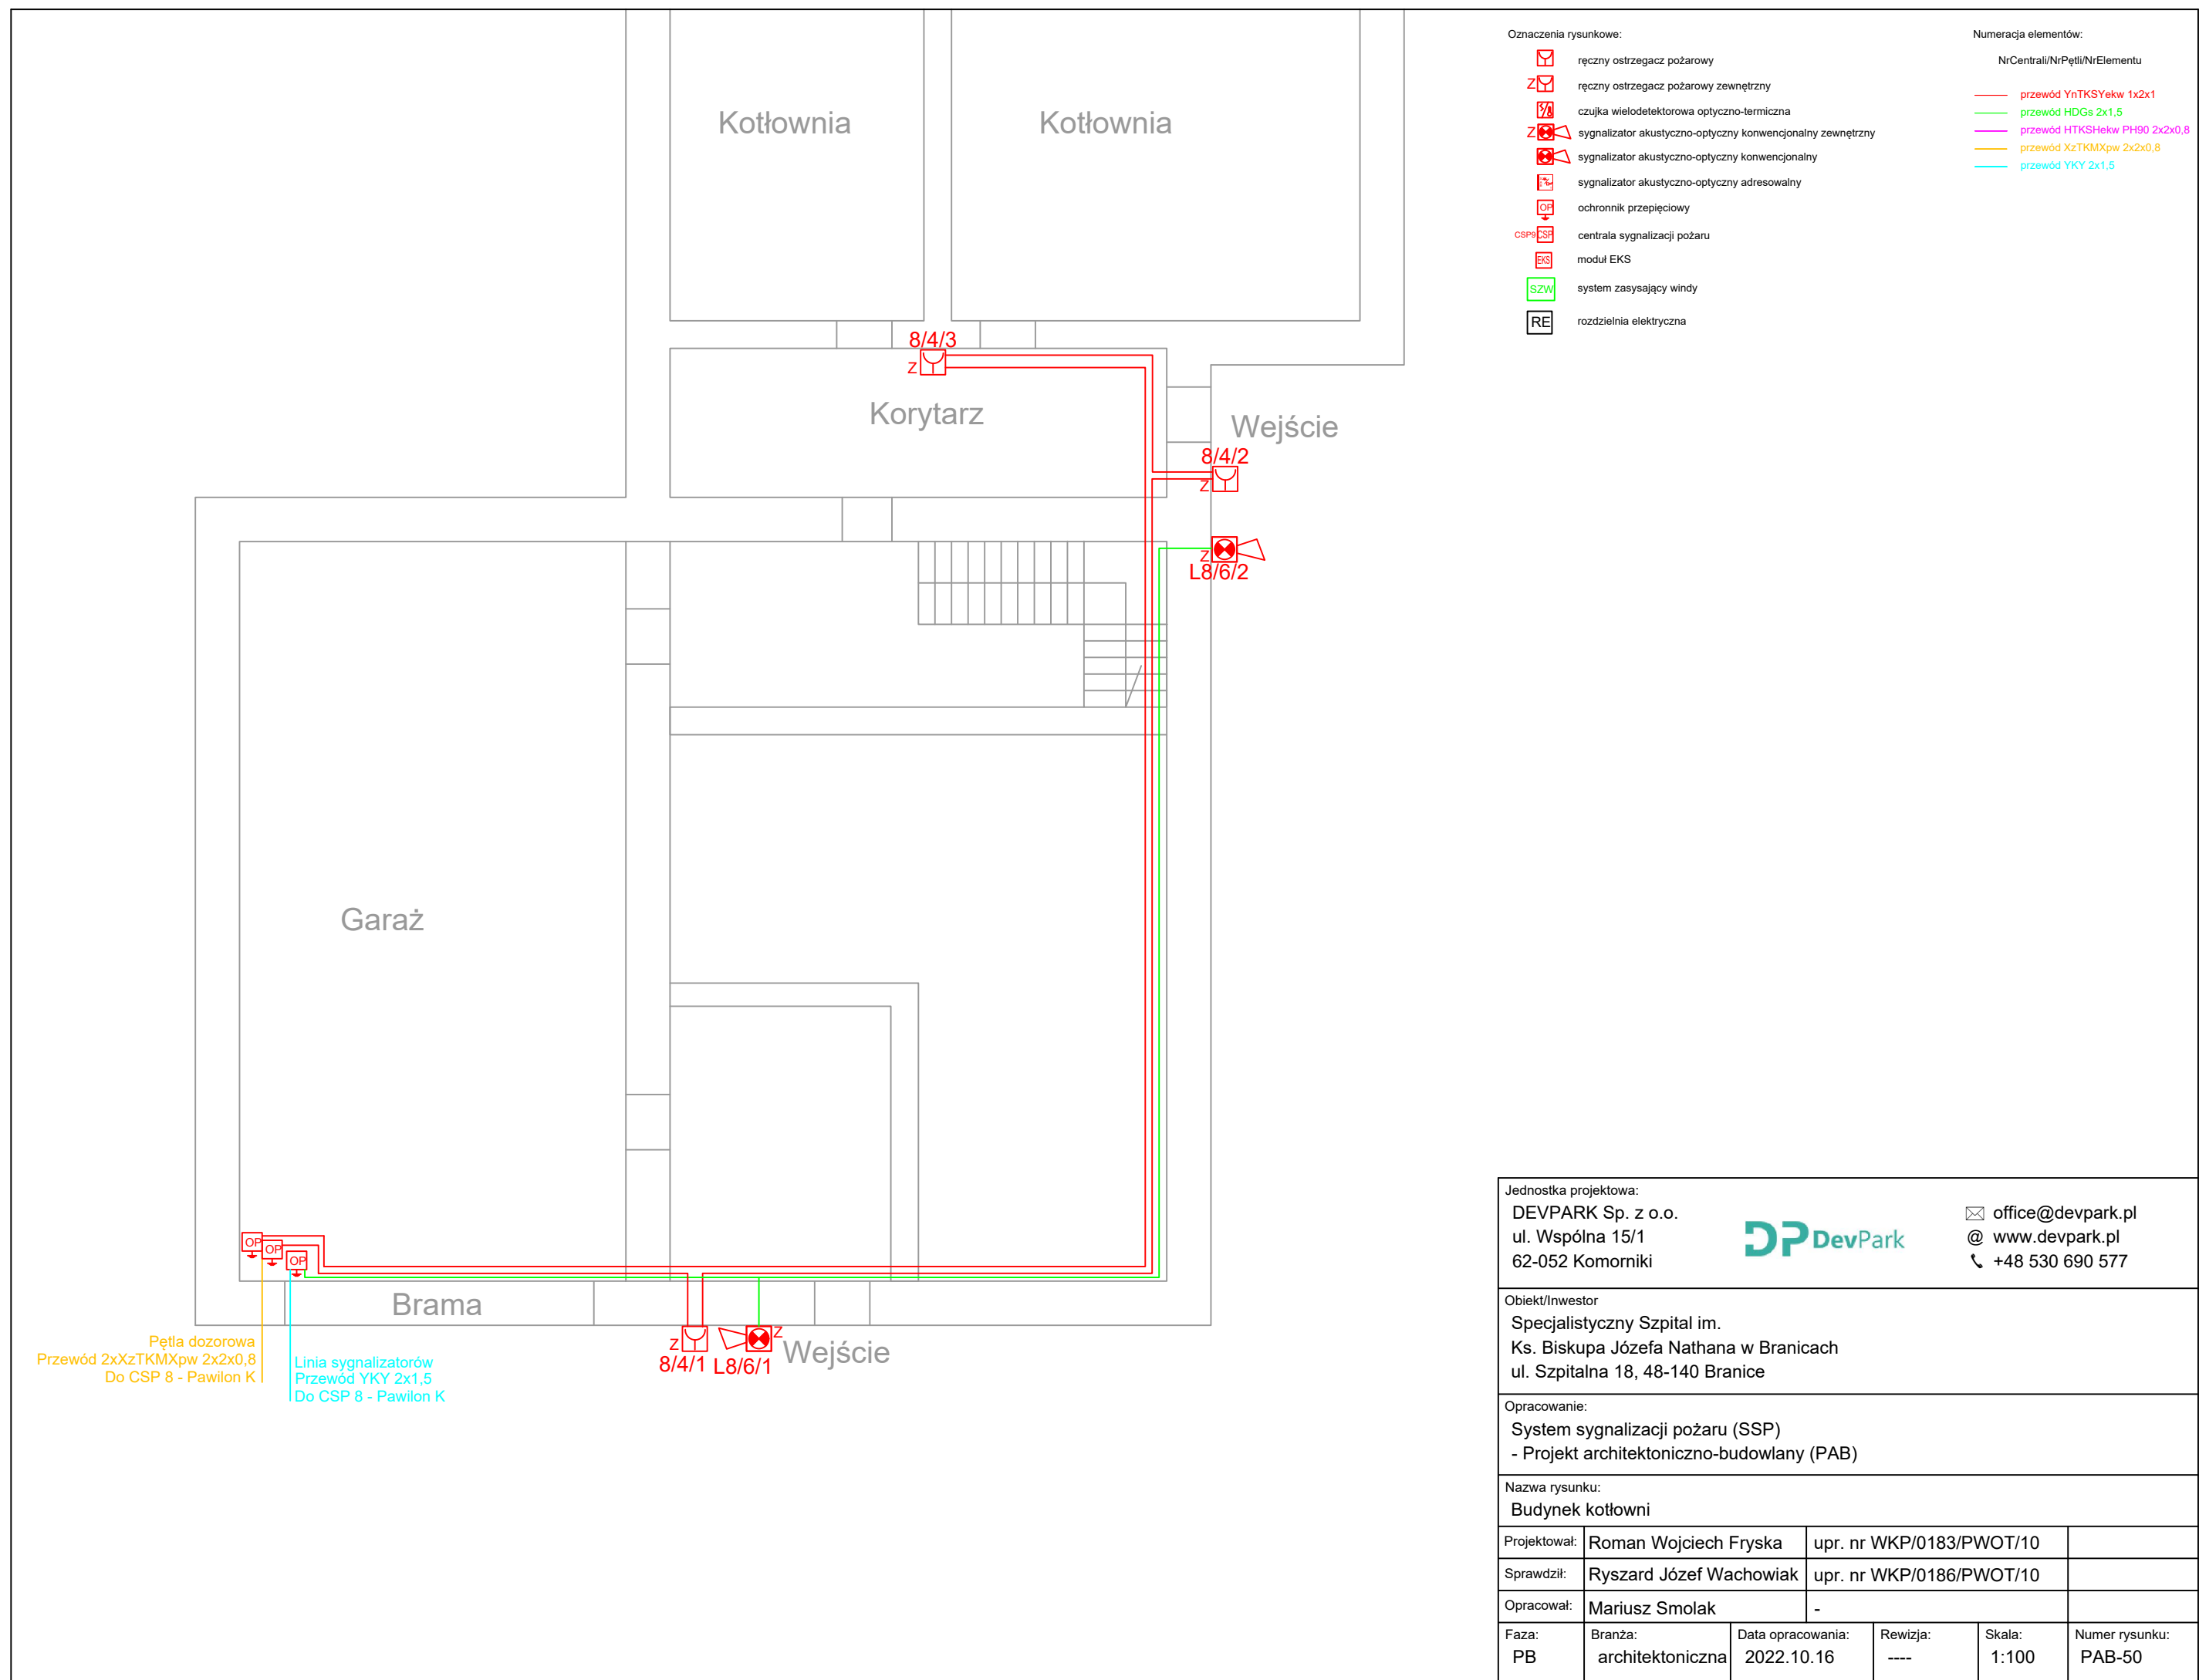 Oznaczenia rysunkowe:
ręczny ostrzegacz pożarowy
Z
ręczny ostrzegacz pożarowy zewnętrzny
czujka wielodetektorowa optyczno-termiczna
Z
sygnalizator akustyczno-optyczny konwencjonalny zewnętrzny
sygnalizator akustyczno-optyczny konwencjonalny
sygnalizator akustyczno-optyczny adresowalny
OP
ochronnik przepięciowy
CSP9 CSP
centrala sygnalizacji pożaru
EKS
moduł EKS
SZW
system zasysający windy
RE
rozdzielnia elektryczna
Numeracja elementów:
NrCentrali/NrPętli/NrElementu
przewód YnTKSYekw 1x2x1
przewód HDGs 2x1,5
przewód HTKSHekw PH90 2x2x0,8
przewód XzTKMXpw 2x2x0,8
przewód YKY 2x1,5
Kotłownia
Kotłownia
8/4/3
Z
Korytarz
Wejście
8/4/2
Z
Z
L8/6/2
Garaż
OP
OP
OP
Brama
Pętla dozorowa
Przewód 2xXzTKMXpw 2x2x0,8
Do CSP 8 - Pawilon K
Linia sygnalizatorów
Przewód YKY 2x1,5
Do CSP 8 - Pawilon K
Z
8/4/1
Z
L8/6/1
Wejście
Jednostka projektowa:
DEVPARK Sp. z o.o.
ul. Wspólna 15/1
62-052 Komorniki
DP DevPark
office@devpark.pl
@ www.devpark.pl
+48 530 690 577
Obiekt/Inwestor
Specjalistyczny Szpital im.
Ks. Biskupa Józefa Nathana w Branicach
ul. Szpitalna 18, 48-140 Branice
Opracowanie:
System sygnalizacji pożaru (SSP)
- Projekt architektoniczno-budowlany (PAB)
Nazwa rysunku:
Budynek kotłowni
Projektował: Roman Wojciech Fryska upr. nr WKP/0183/PWOT/10
Sprawdził: Ryszard Józef Wachowiak upr. nr WKP/0186/PWOT/10
Opracował: Mariusz Smolak -
Faza: Branża: Data opracowania: Rewizja: Skala: Numer rysunku:
PB architektoniczna 2022.10.16 ---- 1:100 PAB-50